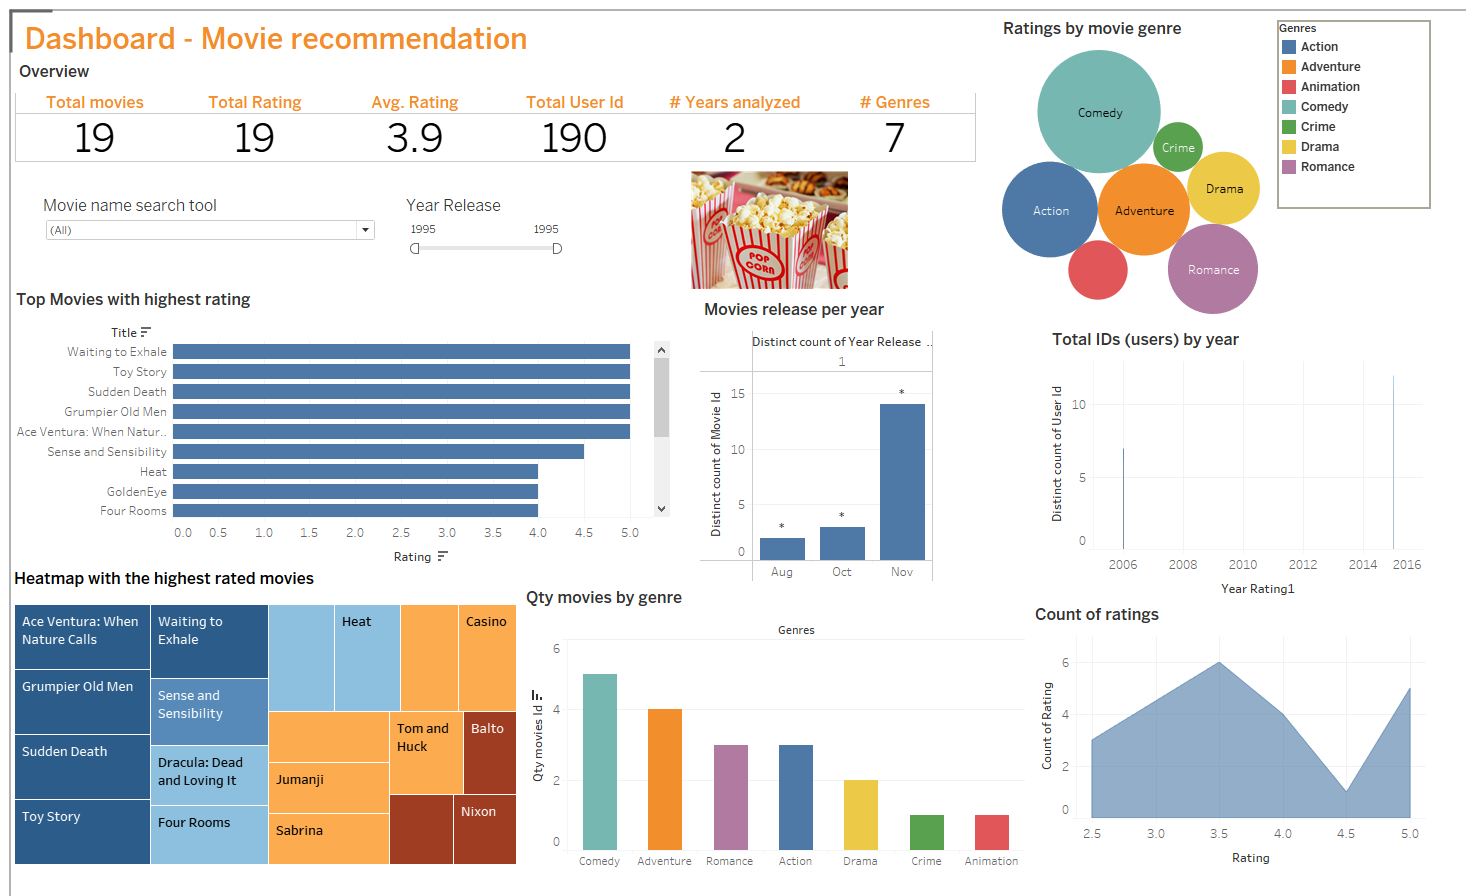 Dashboard - Movie recommendation
Overview
Total movies
Total Rating
Avg. Rating
Total User Id
# Years analyzed
# Genres
19
19
3.9
190
2
7
Movie name search tool
(All)
Year Release
1995
1995
POP
CORN
Ratings by movie genre
Comedy
Crime
Drama
Action
Adventure
Romance
Genres
Action
Adventure
Animation
Comedy
Crime
Drama
Romance
Top Movies with highest rating
Title
Waiting to Exhale
Toy Story
Sudden Death
Grumpier Old Men
Ace Ventura: When Natur..
Sense and Sensibility
Heat
GoldenEye
Four Rooms
0.0 0.5 1.0 1.5 2.0 2.5 3.0 3.5 4.0 4.5 5.0
Rating
Movies release per year
Distinct count of Year Release ..
1
Distinct count of Movie Id
15
10
5
0
*
*
*
Aug Oct Nov
Total IDs (users) by year
Distinct count of User Id
10
5
0
2006 2008 2010 2012 2014 2016
Year Rating1
Heatmap with the highest rated movies
Ace Ventura: When
Nature Calls
Grumpier Old Men
Sudden Death
Toy Story
Waiting to
Exhale
Sense and
Sensibility
Dracula: Dead
and Loving It
Four Rooms
Heat
Casino
Jumanji
Sabrina
Tom and
Huck
Balto
Nixon
Qty movies by genre
Genres
Qty movies Id
6
4
2
0
Comedy Adventure Romance Action Drama Crime Animation
Count of ratings
Count of Rating
6
4
2
0
2.5 3.0 3.5 4.0 4.5 5.0
Rating